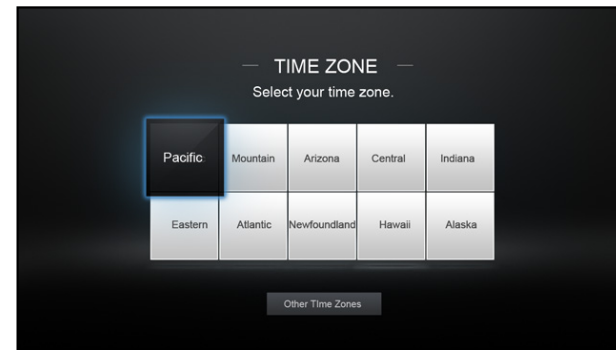 TIME ZONE
Select your time zone.
Pacific Mountain Arizona Central Indiana
Eastern Atlantic Newfoundland Hawaii Alaska
Other TIme Zones